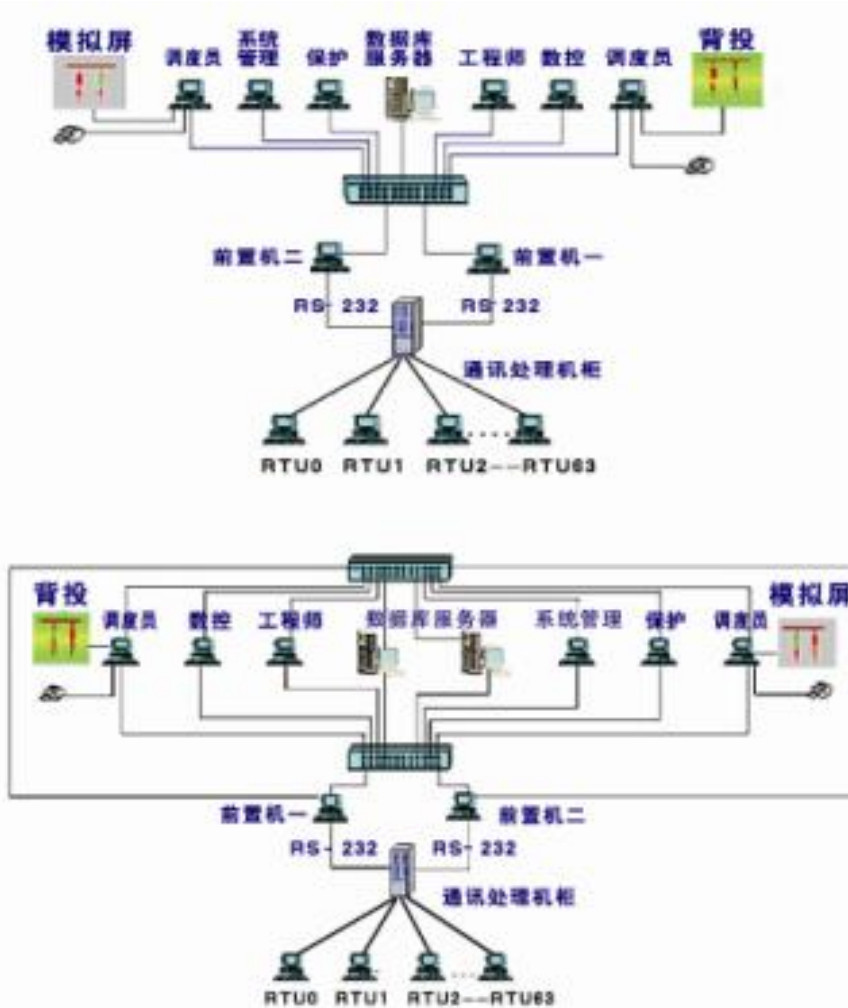 模拟屏 调度员 系统管理 保护 数据库服务器 工程师 数控 调度员 背投
前置机二 前置机一
RS-232 RS-232
通讯处理机柜
RTU0 RTU1 RTU2--RTU63
背投 调度员 数控 工程师 数据库服务器 系统管理 保护 调度员 模拟屏
前置机一 前置机二
RS-232 RS-232
通讯处理机柜
RTU0 RTU1 RTU2--RTU63